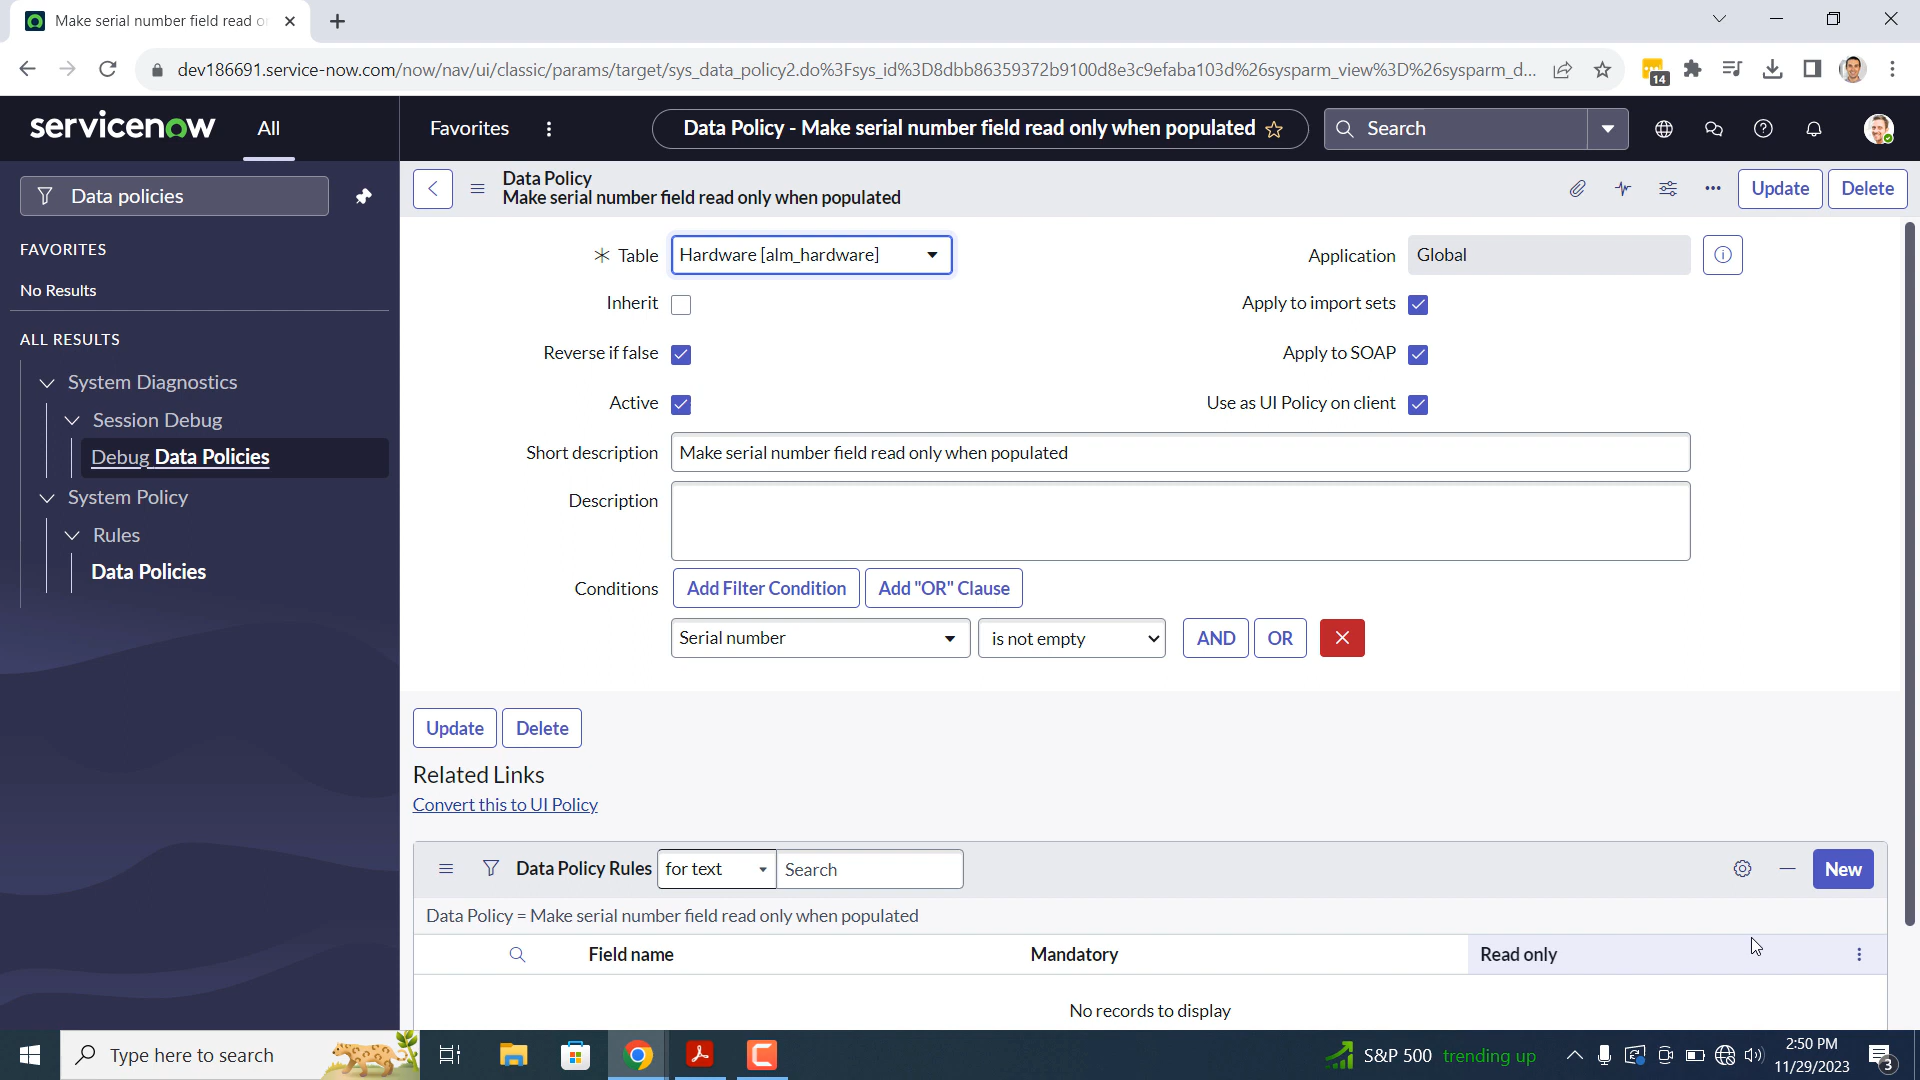 Make serial number field read o
dev186691.service-now.com/now/nav/ui/classic/params/target/sys_data_policy2.do%3Fsys_id%3D8dbb86359372b9100d8e3c9efaba103d%26sysparm_view%3D%26sysparm_d...
14
servicenow
All
Favorites
Data Policy - Make serial number field read only when populated
Search
Data policies
FAVORITES
No Results
ALL RESULTS
System Diagnostics
Session Debug
Debug Data Policies
System Policy
Rules
Data Policies
Data Policy
Make serial number field read only when populated
Update
Delete
Table
Hardware [alm_hardware]
Application
Global
Inherit
Apply to import sets
Reverse if false
Apply to SOAP
Active
Use as UI Policy on client
Short description
Make serial number field read only when populated
Description
Conditions
Add Filter Condition
Add "OR" Clause
Serial number
is not empty
AND
OR
Update
Delete
Related Links
Convert this to UI Policy
Data Policy Rules
for text
Search
New
Data Policy = Make serial number field read only when populated
Field name
Mandatory
Read only
No records to display
Type here to search
S&P 500 trending up
2:50 PM
11/29/2023
3